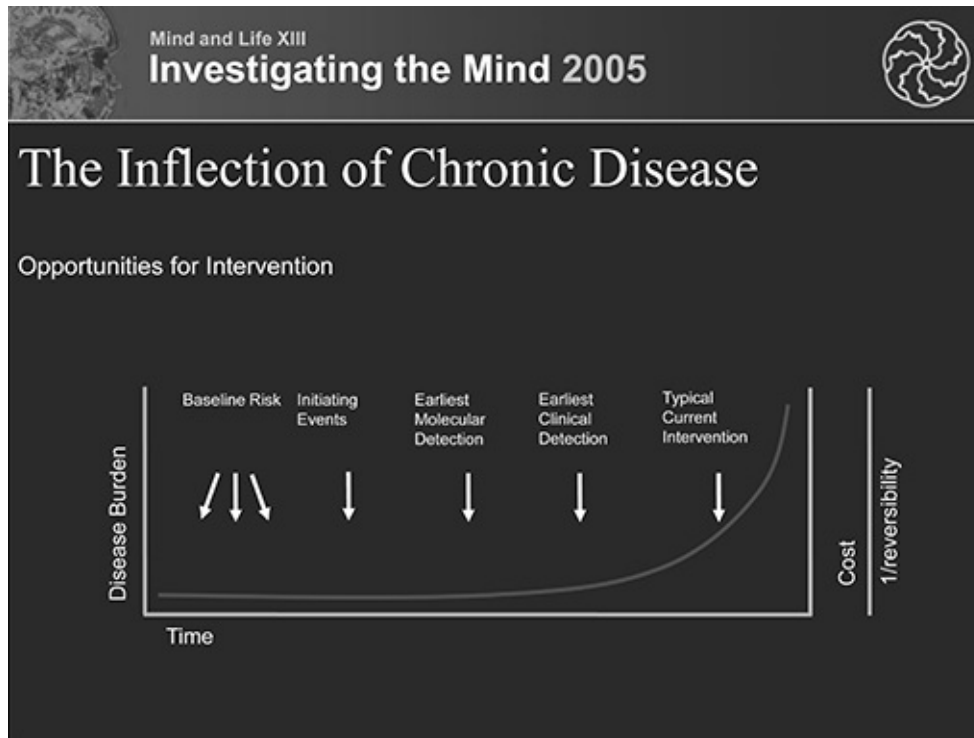 Mind and Life XIII
Investigating the Mind 2005
The Inflection of Chronic Disease
Opportunities for Intervention
Baseline Risk
Initiating
Events
Earliest
Molecular
Detection
Earliest
Clinical
Detection
Typical
Current
Intervention
Disease Burden
Cost
1/reversibility
Time